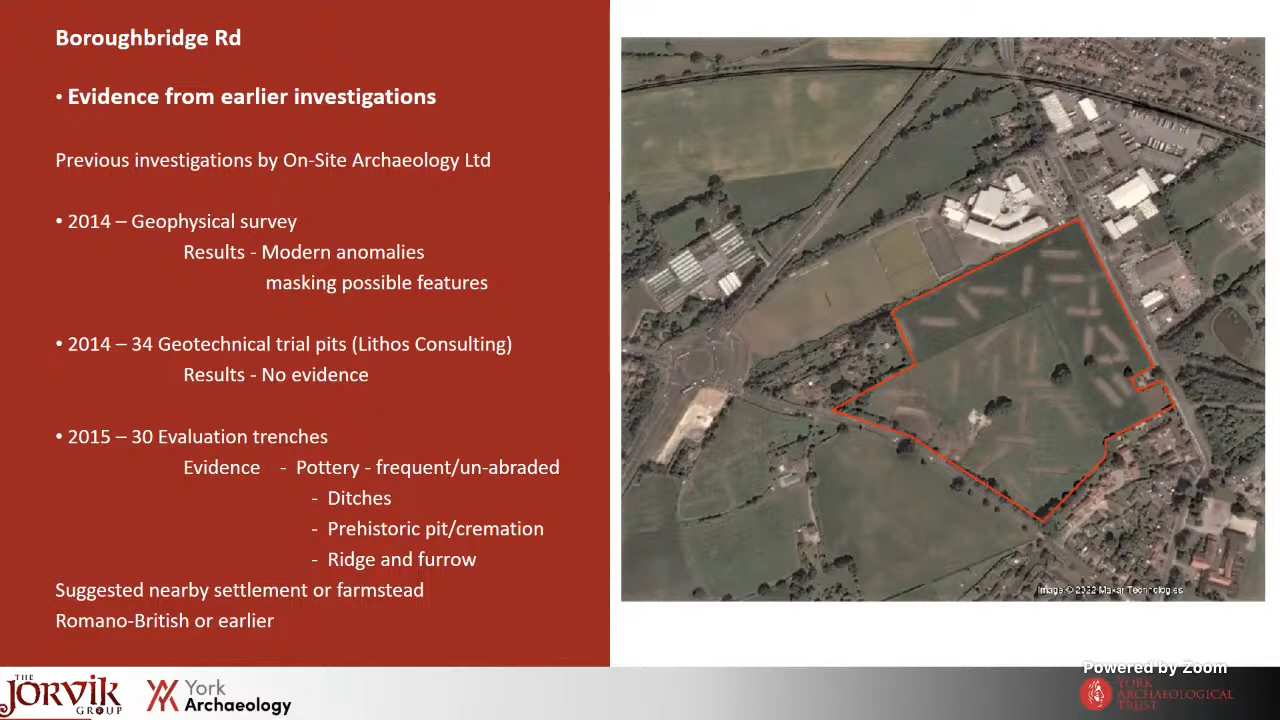 Boroughbridge Rd
• Evidence from earlier investigations
Previous investigations by On-Site Archaeology Ltd
• 2014 – Geophysical survey
Results - Modern anomalies
masking possible features
• 2014 – 34 Geotechnical trial pits (Lithos Consulting)
Results - No evidence
• 2015 – 30 Evaluation trenches
Evidence - Pottery - frequent/un-abraded
- Ditches
- Prehistoric pit/cremation
- Ridge and furrow
Suggested nearby settlement or farmstead
Romano-British or earlier
Image © 2022 Maxar Technologies
THE
JORVIK
GROUP
York
Archaeology
Powered by Zoom
YORK
ARCHAEOLOGICAL
TRUST